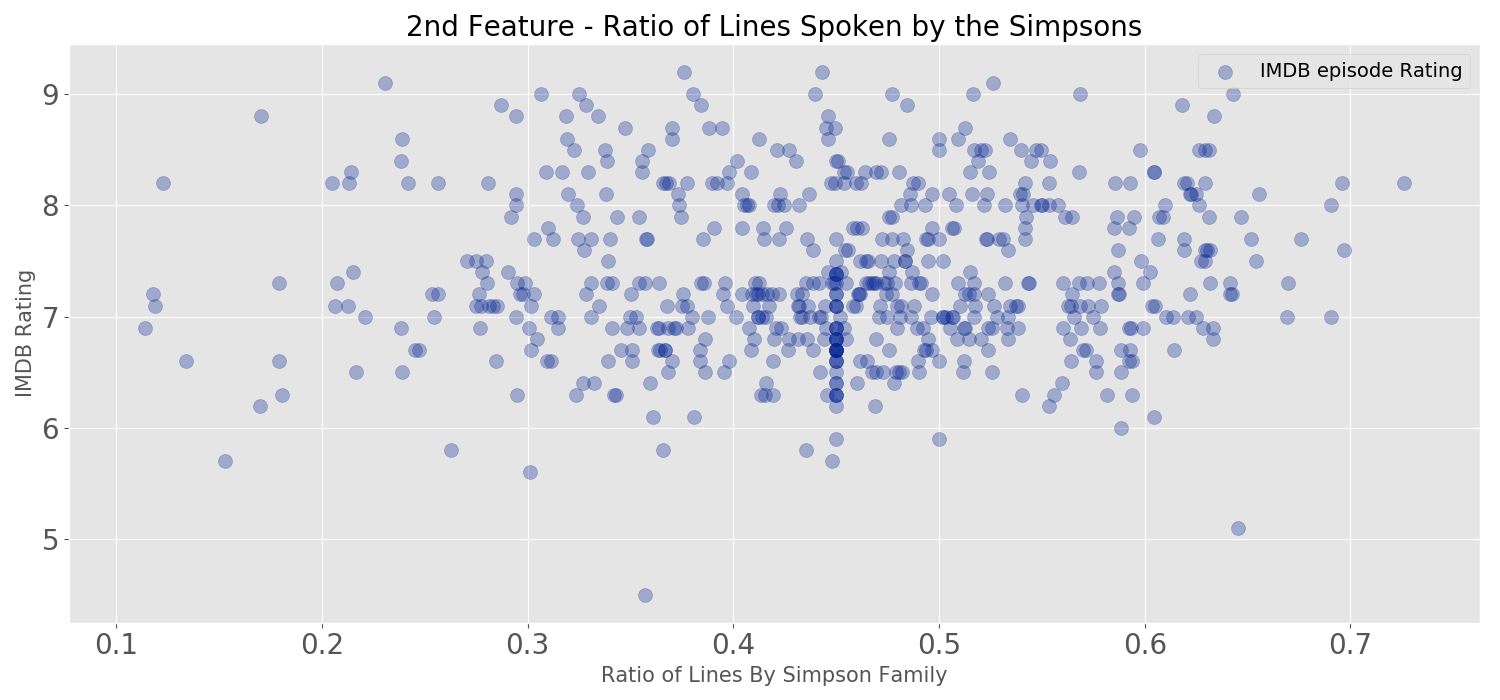 2nd Feature - Ratio of Lines Spoken by the Simpsons
IMDB episode Rating
IMDB Rating
9
8
7
6
5
0.1 0.2 0.3 0.4 0.5 0.6 0.7
Ratio of Lines By Simpson Family